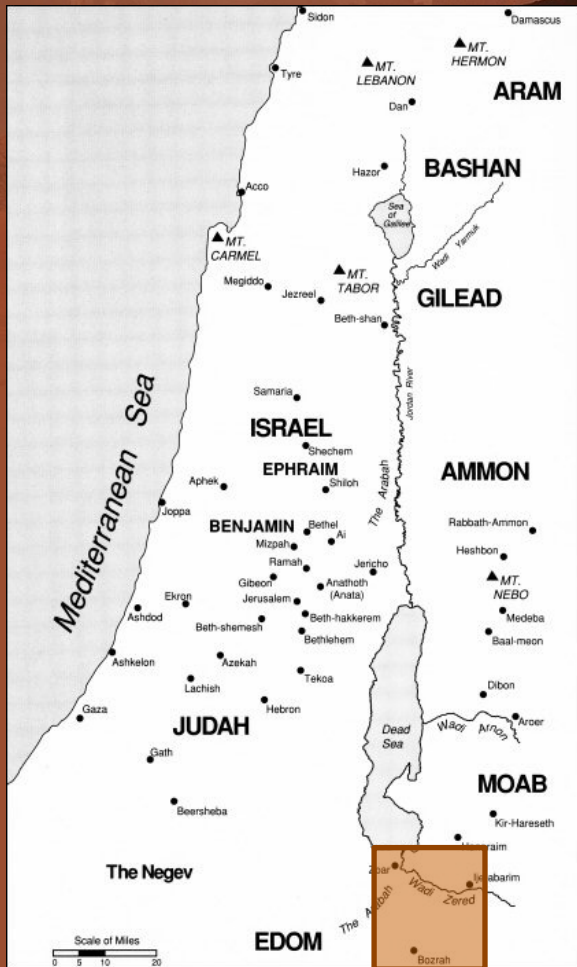 Sidon
Damascus
MT.
HERMON
MT.
LEBANON
Tyre
ARAM
Dan
Hazor
BASHAN
Acco
Sea
of
Galilee
Wadi Yarmuk
MT.
CARMEL
MT.
TABOR
Megiddo
Jezreel
GILEAD
Beth-shan
Jordan River
Samaria
Mediterranean Sea
ISRAEL
Shechem
EPHRAIM
AMMON
Aphek
Shiloh
The Arabah
Joppa
BENJAMIN
Bethel
Rabbath-Ammon
Mizpah
Ai
Heshbon
Ramah
Jericho
Gibeon
Anathoth
(Anata)
MT.
NEBO
Ekron
Jerusalem
Ashdod
Beth-hakkerem
Medeba
Beth-shemesh
Bethlehem
Baal-meon
Ashkelon
Azekah
Tekoa
Lachish
Dibon
Hebron
Gaza
JUDAH
Aroer
Wadi Arnon
Dead
Sea
Gath
MOAB
Beersheba
Kir-Hareseth
Zoar
The Negev
Wadi Zered
The Arabah
EDOM
Bozrah
Scale of Miles
0 5 10 20